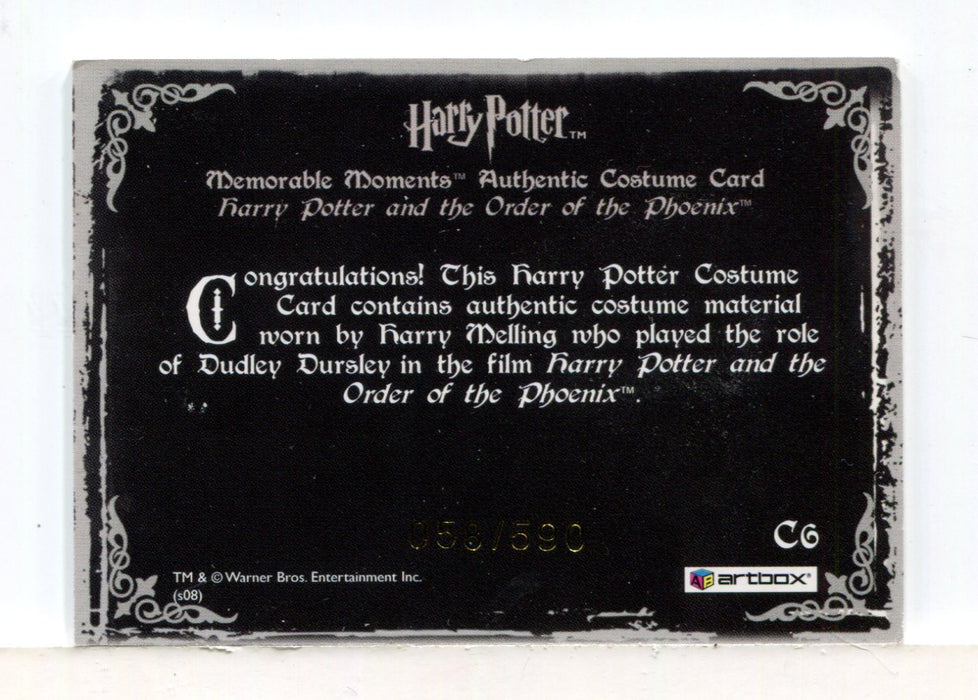 Harry Potter™
Memorable Moments™ Authentic Costume Card
Harry Potter and the Order of the Phoenix™
Congratulations! This Harry Potter Costume
Card contains authentic costume material
worn by Harry Melling who played the role
of Dudley Dursley in the film Harry Potter and the
Order of the Phoenix™.
058/590
C6
TM & © Warner Bros. Entertainment Inc.
(s08)
AB artbox®